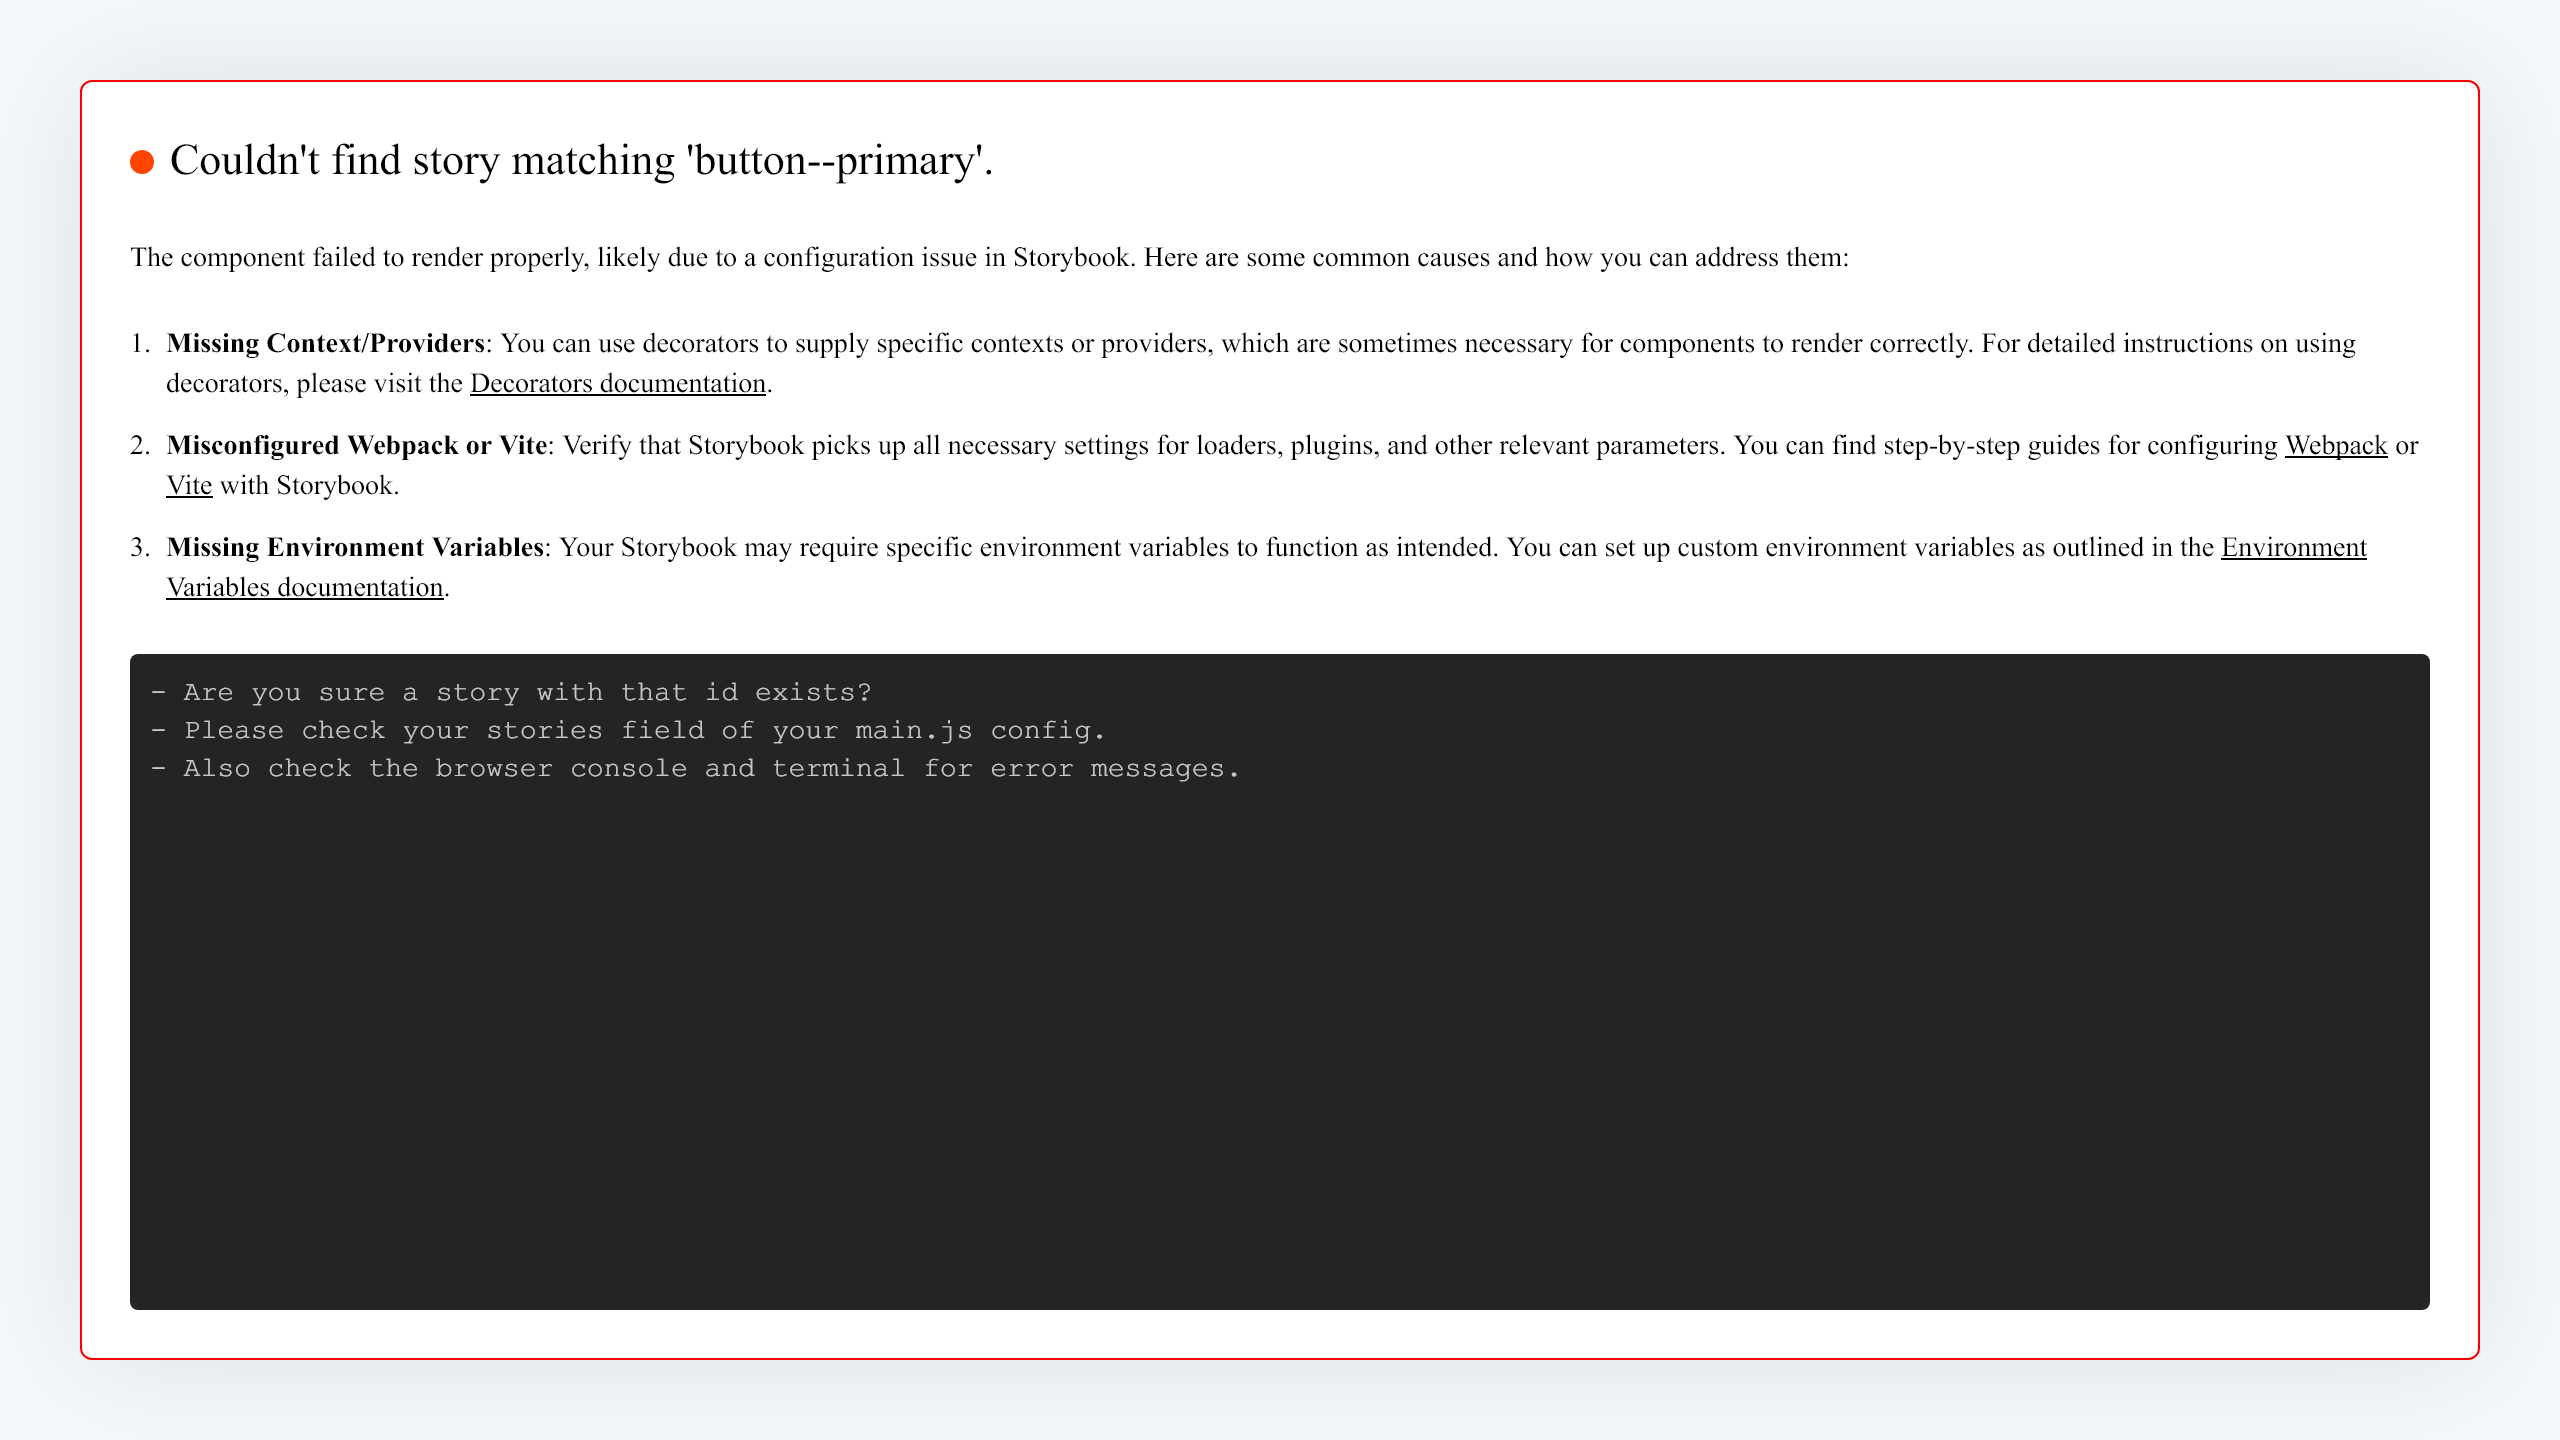 Couldn't find story matching 'button--primary'.
The component failed to render properly, likely due to a configuration issue in Storybook. Here are some common causes and how you can address them:
1. Missing Context/Providers: You can use decorators to supply specific contexts or providers, which are sometimes necessary for components to render correctly. For detailed instructions on using
decorators, please visit the Decorators documentation.
2. Misconfigured Webpack or Vite: Verify that Storybook picks up all necessary settings for loaders, plugins, and other relevant parameters. You can find step-by-step guides for configuring Webpack or
Vite with Storybook.
3. Missing Environment Variables: Your Storybook may require specific environment variables to function as intended. You can set up custom environment variables as outlined in the Environment
Variables documentation.
- Are you sure a story with that id exists?
- Please check your stories field of your main.js config.
- Also check the browser console and terminal for error messages.